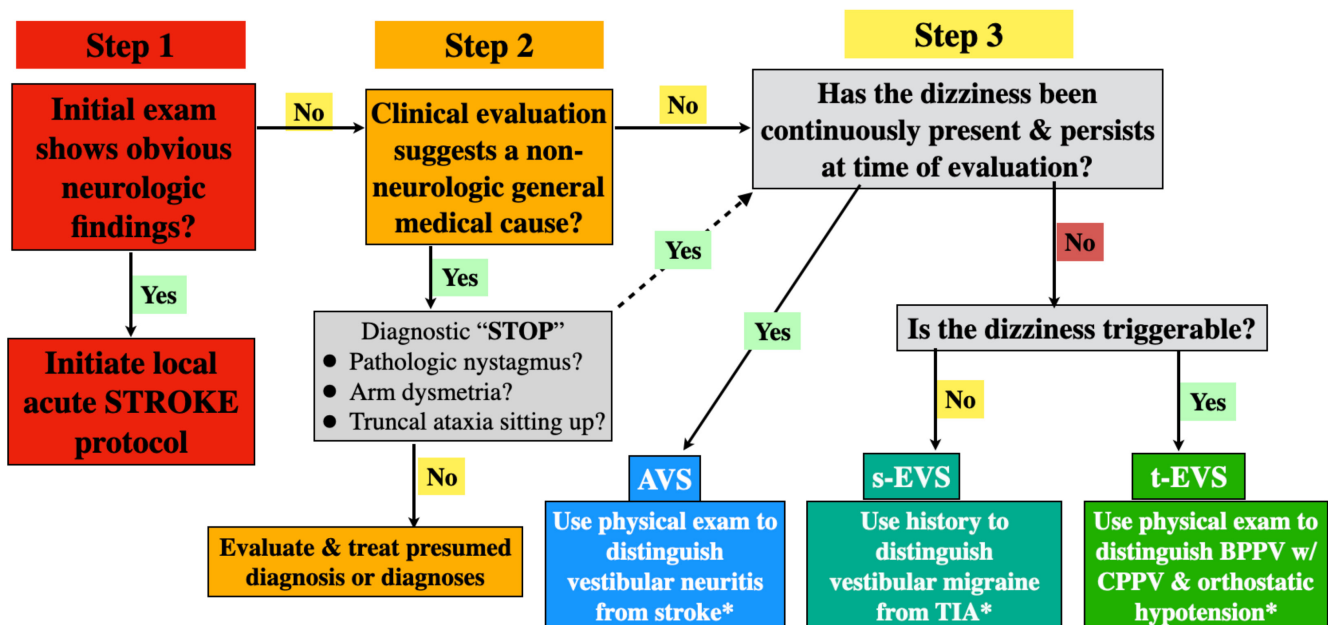 Step 1
Initial exam
shows obvious
neurologic
findings?
No
Yes
Initiate local
acute STROKE
protocol
Step 2
Clinical evaluation
suggests a non-
neurologic general
medical cause?
No
Yes
Diagnostic “STOP”
● Pathologic nystagmus?
● Arm dysmetria?
● Truncal ataxia sitting up?
Yes
No
Evaluate & treat presumed
diagnosis or diagnoses
Step 3
Has the dizziness been
continuously present & persists
at time of evaluation?
Yes
No
Is the dizziness triggerable?
No
Yes
AVS
Use physical exam to
distinguish
vestibular neuritis
from stroke*
s-EVS
Use history to
distinguish
vestibular migraine
from TIA*
t-EVS
Use physical exam to
distinguish BPPV w/
CPPV & orthostatic
hypotension*